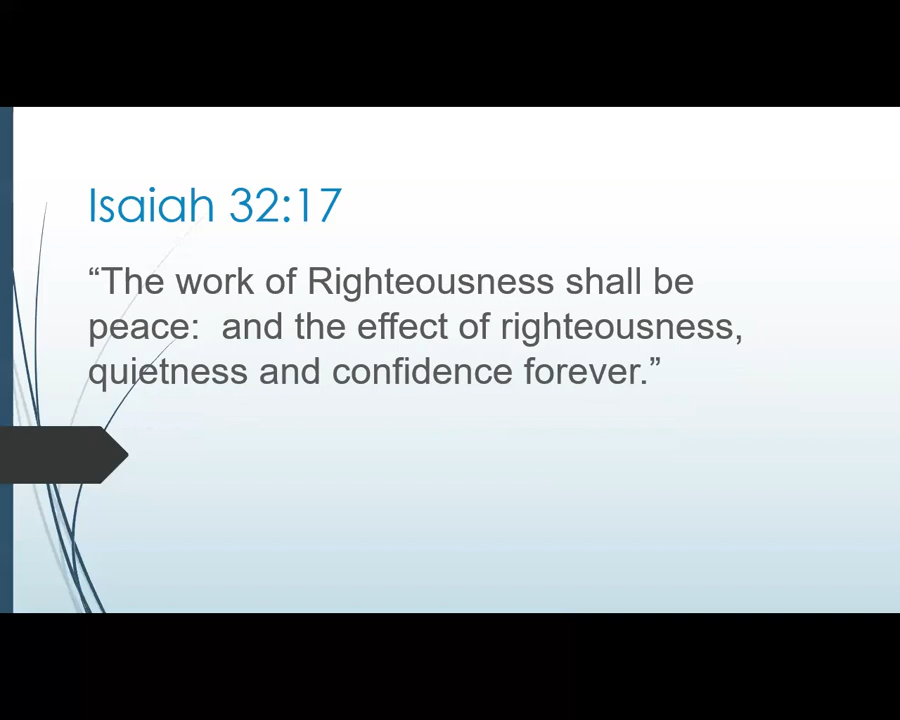 Isaiah 32:17
“The work of Righteousness shall be
peace:  and the effect of righteousness,
quietness and confidence forever.”